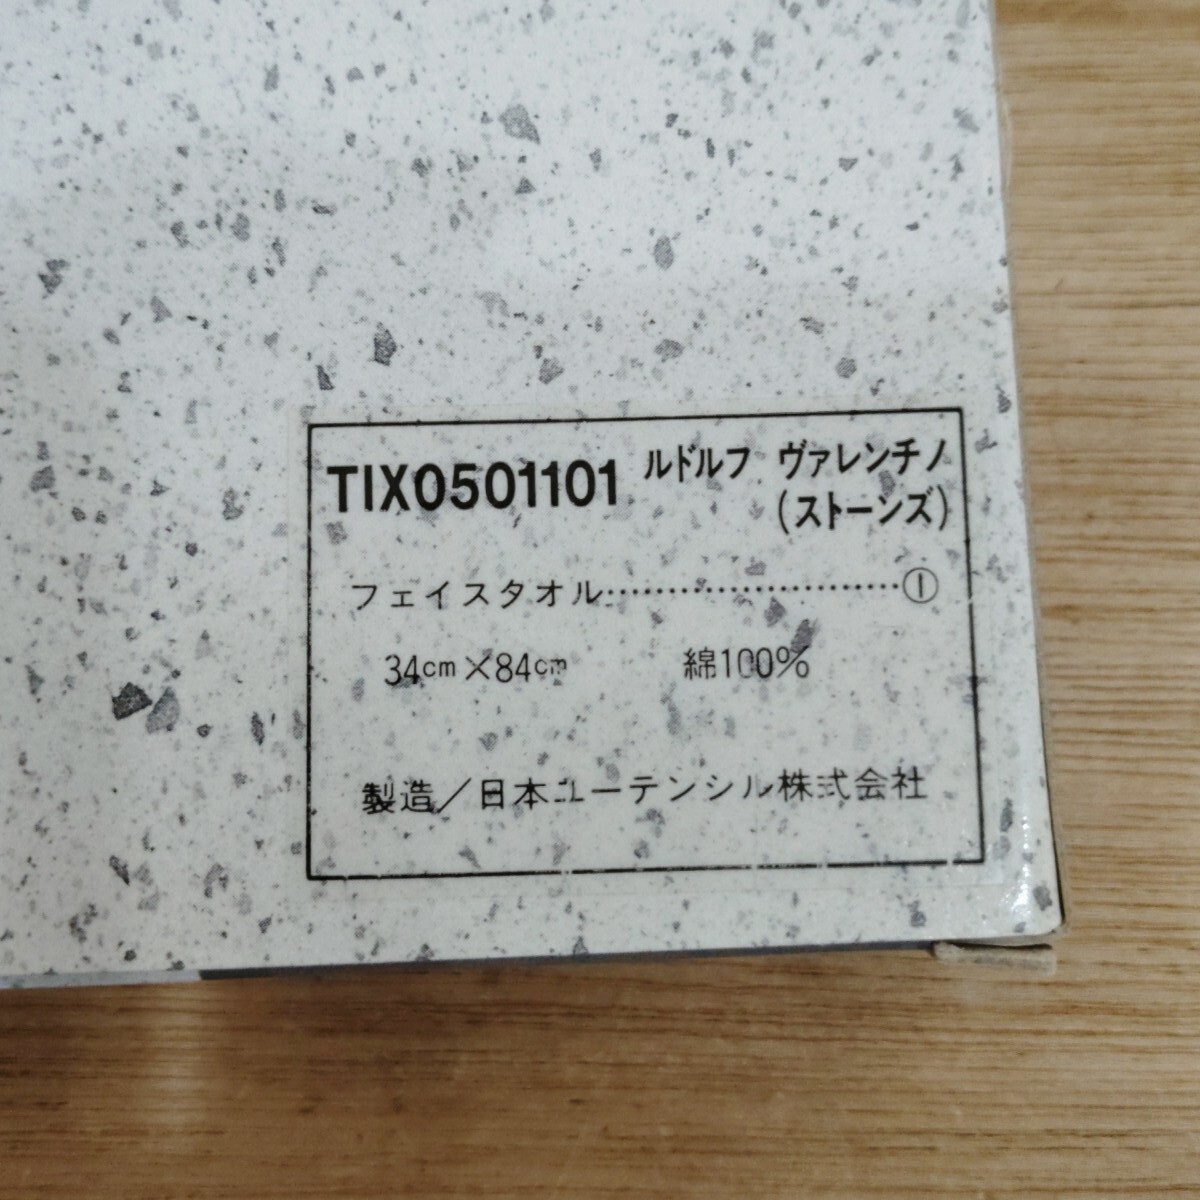 TIX0501101 ルドルフ ヴァレンチノ
(ストーンズ)
フェイスタオル‥‥‥‥‥‥‥‥‥‥‥①
34cm×84cm 綿100%
製造/日本ユーテンシル株式会社